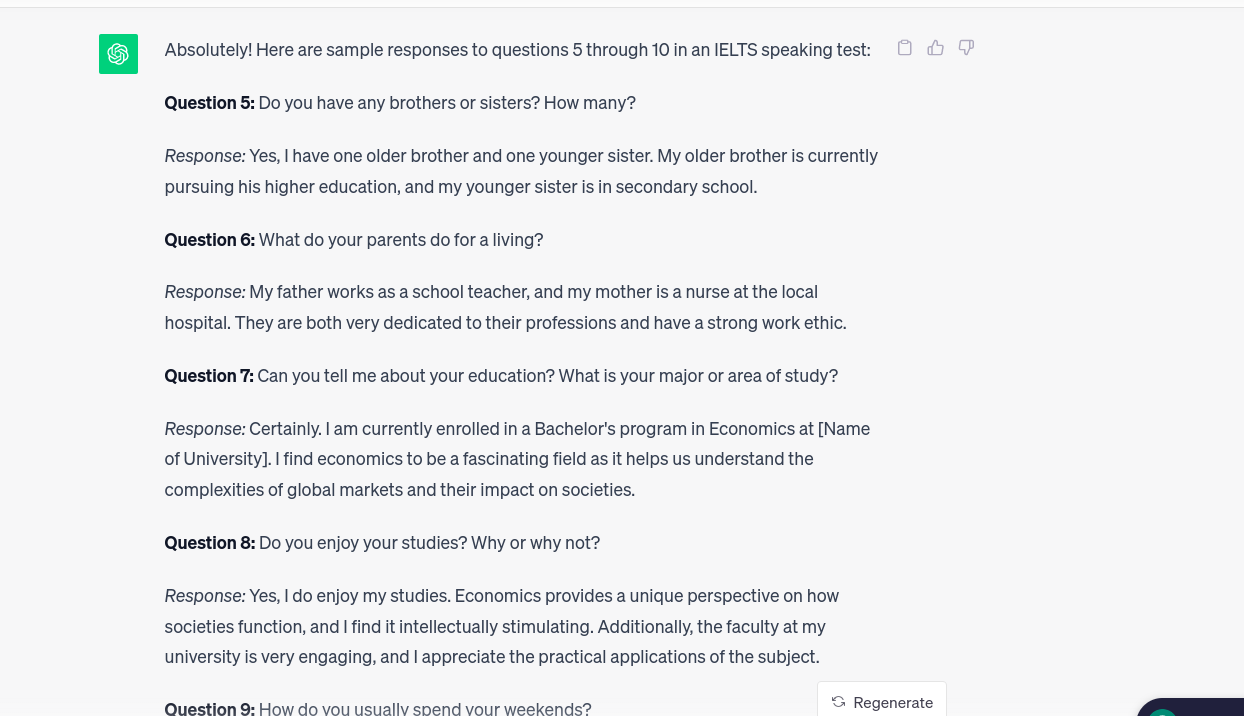 Absolutely! Here are sample responses to questions 5 through 10 in an IELTS speaking test:
Question 5: Do you have any brothers or sisters? How many?
Response: Yes, I have one older brother and one younger sister. My older brother is currently
pursuing his higher education, and my younger sister is in secondary school.
Question 6: What do your parents do for a living?
Response: My father works as a school teacher, and my mother is a nurse at the local
hospital. They are both very dedicated to their professions and have a strong work ethic.
Question 7: Can you tell me about your education? What is your major or area of study?
Response: Certainly. I am currently enrolled in a Bachelor's program in Economics at [Name
of University]. I find economics to be a fascinating field as it helps us understand the
complexities of global markets and their impact on societies.
Question 8: Do you enjoy your studies? Why or why not?
Response: Yes, I do enjoy my studies. Economics provides a unique perspective on how
societies function, and I find it intellectually stimulating. Additionally, the faculty at my
university is very engaging, and I appreciate the practical applications of the subject.
Question 9: How do you usually spend your weekends?
Regenerate